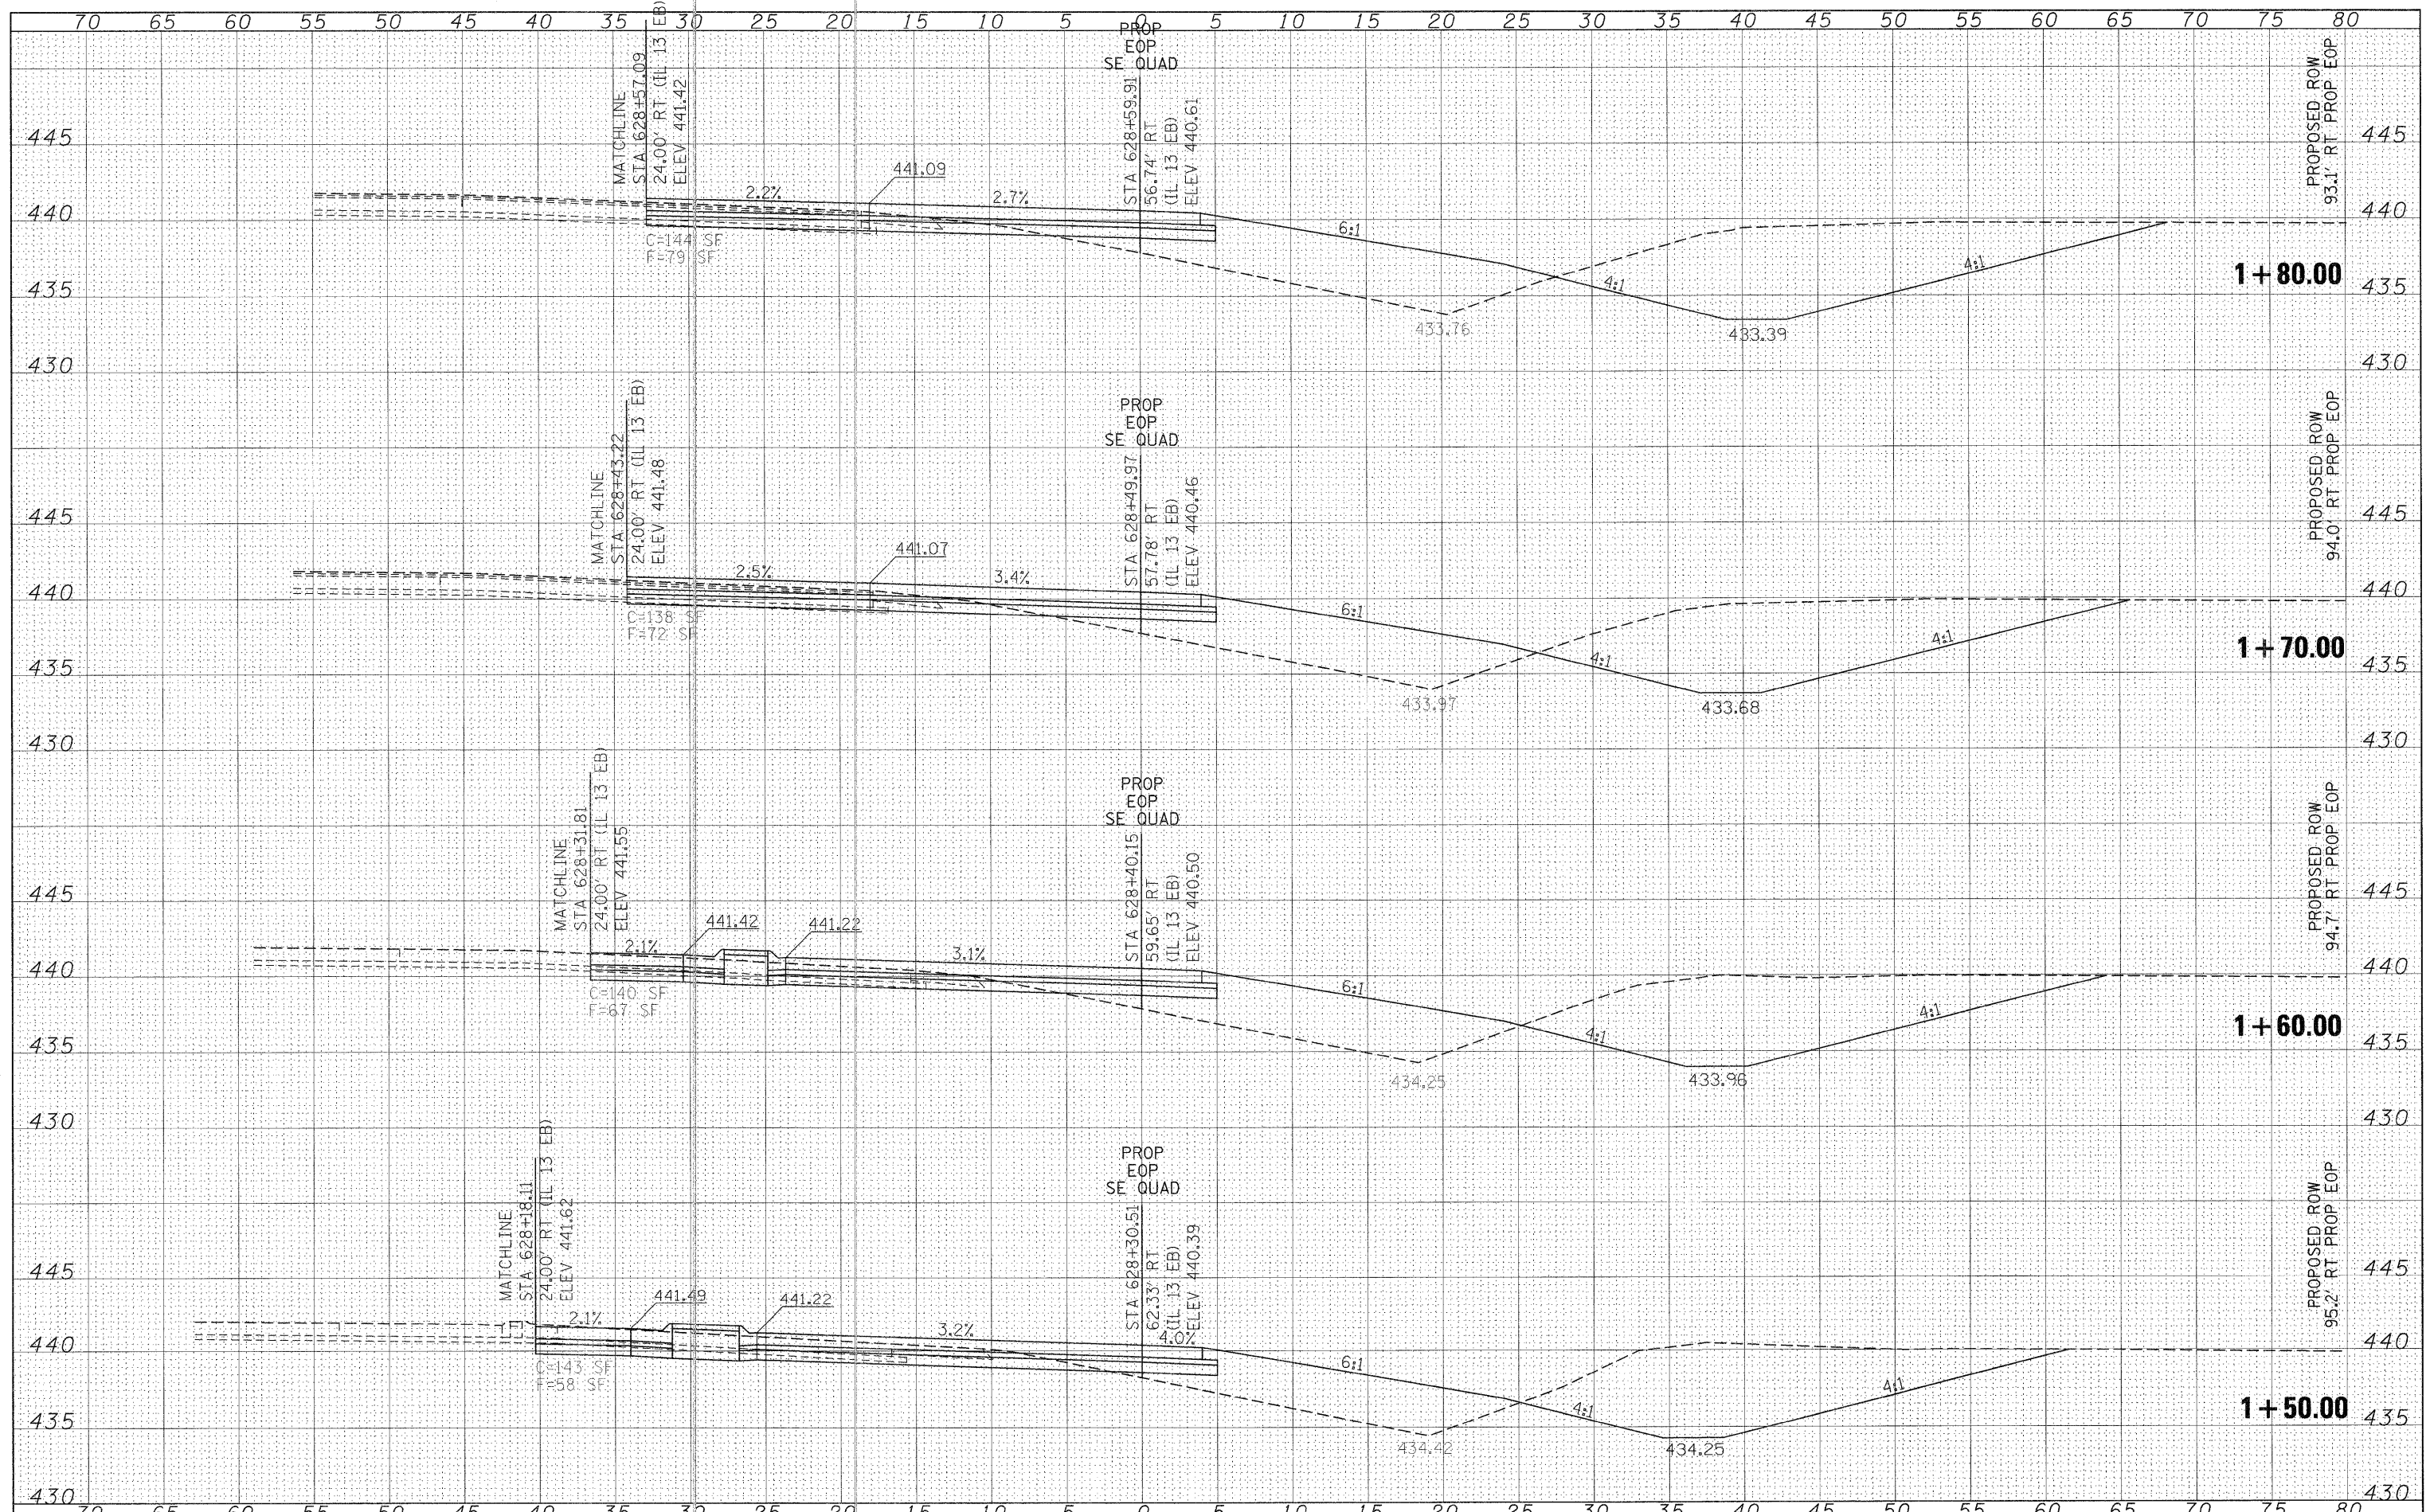 70 60 55 50 45 40 35 30 25 20 15 10 5 0 5 10 15 20 25 30 35 40 45 50 55 60 65 70 75 80
PROP
EOP
SE QUAD
MATCHLINE
STA 628+57.09
24.00' RT (IL 13 EB)
ELEV 441.42
STA 628+59.91
56.74' RT
(IL 13 EB)
ELEV 440.61
PROPOSED ROW
93.1' RT PROP EOP
445 445
441.09
2.2% 2.7%
440 440
6:1
C=144 SF
F=79 SF
4:1 4:1
1+80.00
435 435
433.76 433.39
430 430
PROP
EOP
SE QUAD
MATCHLINE
STA 628+43.22
24.00' RT (IL 13 EB)
ELEV 441.48
STA 628+49.97
57.78' RT
(IL 13 EB)
ELEV 440.46
PROPOSED ROW
94.0' RT PROP EOP
445 445
441.07
2.5% 3.4%
440 440
6:1
C=138 SF
F=72 SF
4:1 4:1
1+70.00
435 435
433.97 433.68
430 430
PROP
EOP
SE QUAD
MATCHLINE
STA 628+31.81
24.00' RT (IL 13 EB)
ELEV 441.55
STA 628+40.15
59.65' RT
(IL 13 EB)
ELEV 440.50
PROPOSED ROW
94.7' RT PROP EOP
445 445
441.42 441.22
2.1% 3.1%
440 440
6:1
C=140 SF
F=67 SF
4:1 4:1
1+60.00
435 435
434.25 433.96
430 430
PROP
EOP
SE QUAD
MATCHLINE
STA 628+18.11
24.00' RT (IL 13 EB)
ELEV 441.62
STA 628+30.51
62.33' RT
(IL 13 EB)
ELEV 440.39
PROPOSED ROW
95.2' RT PROP EOP
445 445
441.49 441.22
2.1% 3.2% 4.0%
440 440
6:1
C=143 SF
F=58 SF
4:1 4:1
1+50.00
435 435
434.42 434.25
430 430
70 60 55 50 45 40 35 30 25 20 15 10 5 0 5 10 15 20 25 30 35 40 45 50 55 60 65 70 75 80